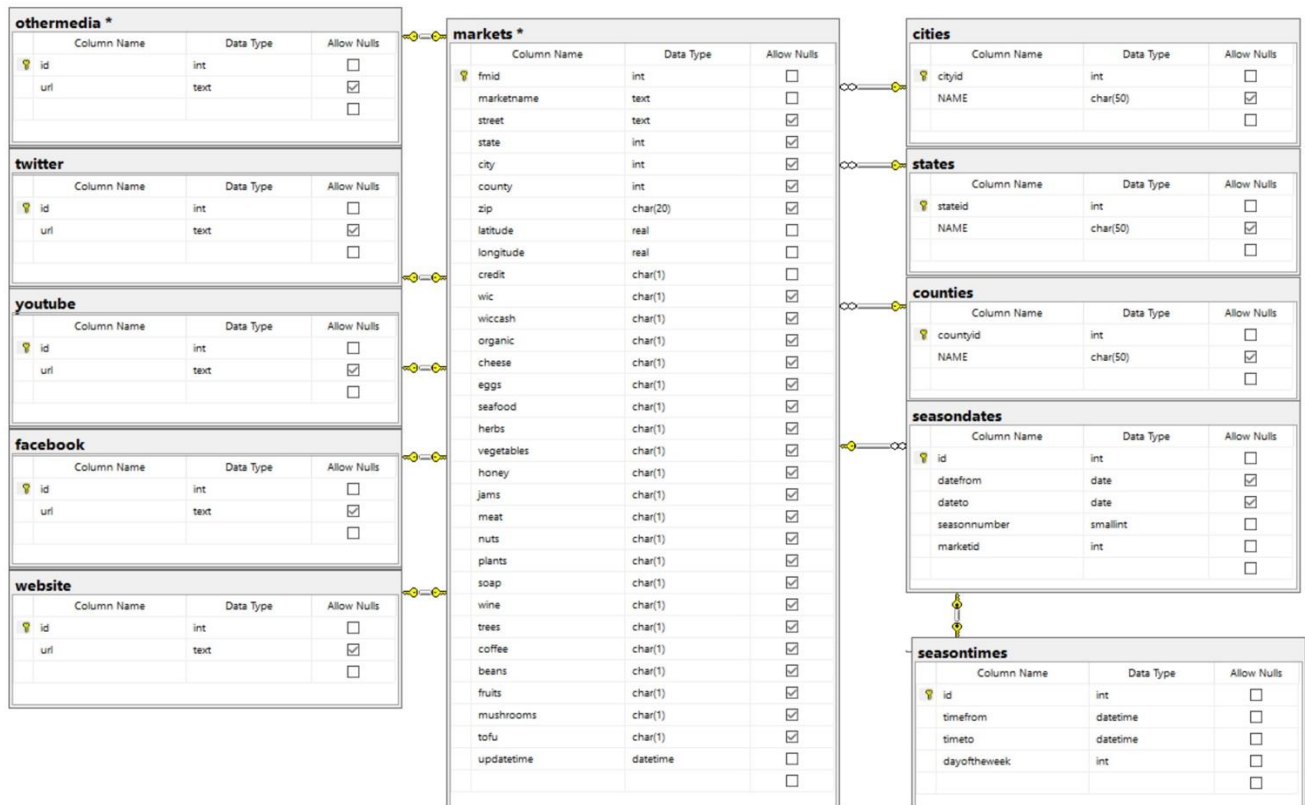 othermedia *
Column Name Data Type Allow Nulls
id int
url text
twitter
Column Name Data Type Allow Nulls
id int
url text
youtube
Column Name Data Type Allow Nulls
id int
url text
facebook
Column Name Data Type Allow Nulls
id int
url text
website
Column Name Data Type Allow Nulls
id int
url text
markets *
Column Name Data Type Allow Nulls
fmid int
marketname text
street text
state int
city int
county int
zip char(20)
latitude real
longitude real
credit char(1)
wic char(1)
wiccash char(1)
organic char(1)
cheese char(1)
eggs char(1)
seafood char(1)
herbs char(1)
vegetables char(1)
honey char(1)
jams char(1)
meat char(1)
nuts char(1)
plants char(1)
soap char(1)
wine char(1)
trees char(1)
coffee char(1)
beans char(1)
fruits char(1)
mushrooms char(1)
tofu char(1)
updatetime datetime
cities
Column Name Data Type Allow Nulls
cityid int
NAME char(50)
states
Column Name Data Type Allow Nulls
stateid int
NAME char(50)
counties
Column Name Data Type Allow Nulls
countyid int
NAME char(50)
seasondates
Column Name Data Type Allow Nulls
id int
datefrom date
dateto date
seasonnumber smallint
marketid int
seasontimes
Column Name Data Type Allow Nulls
id int
timefrom datetime
timeto datetime
dayoftheweek int